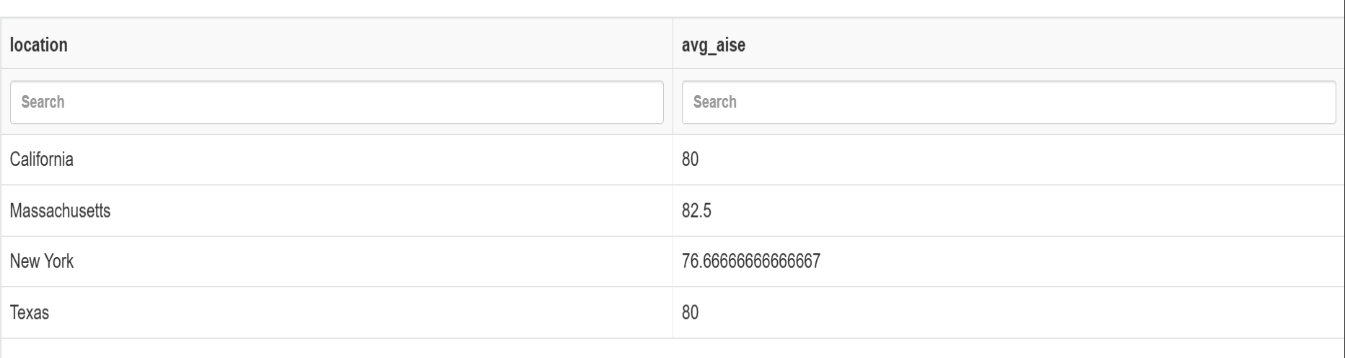 location avg_aise
Search Search
California 80
Massachusetts 82.5
New York 76.66666666666667
Texas 80